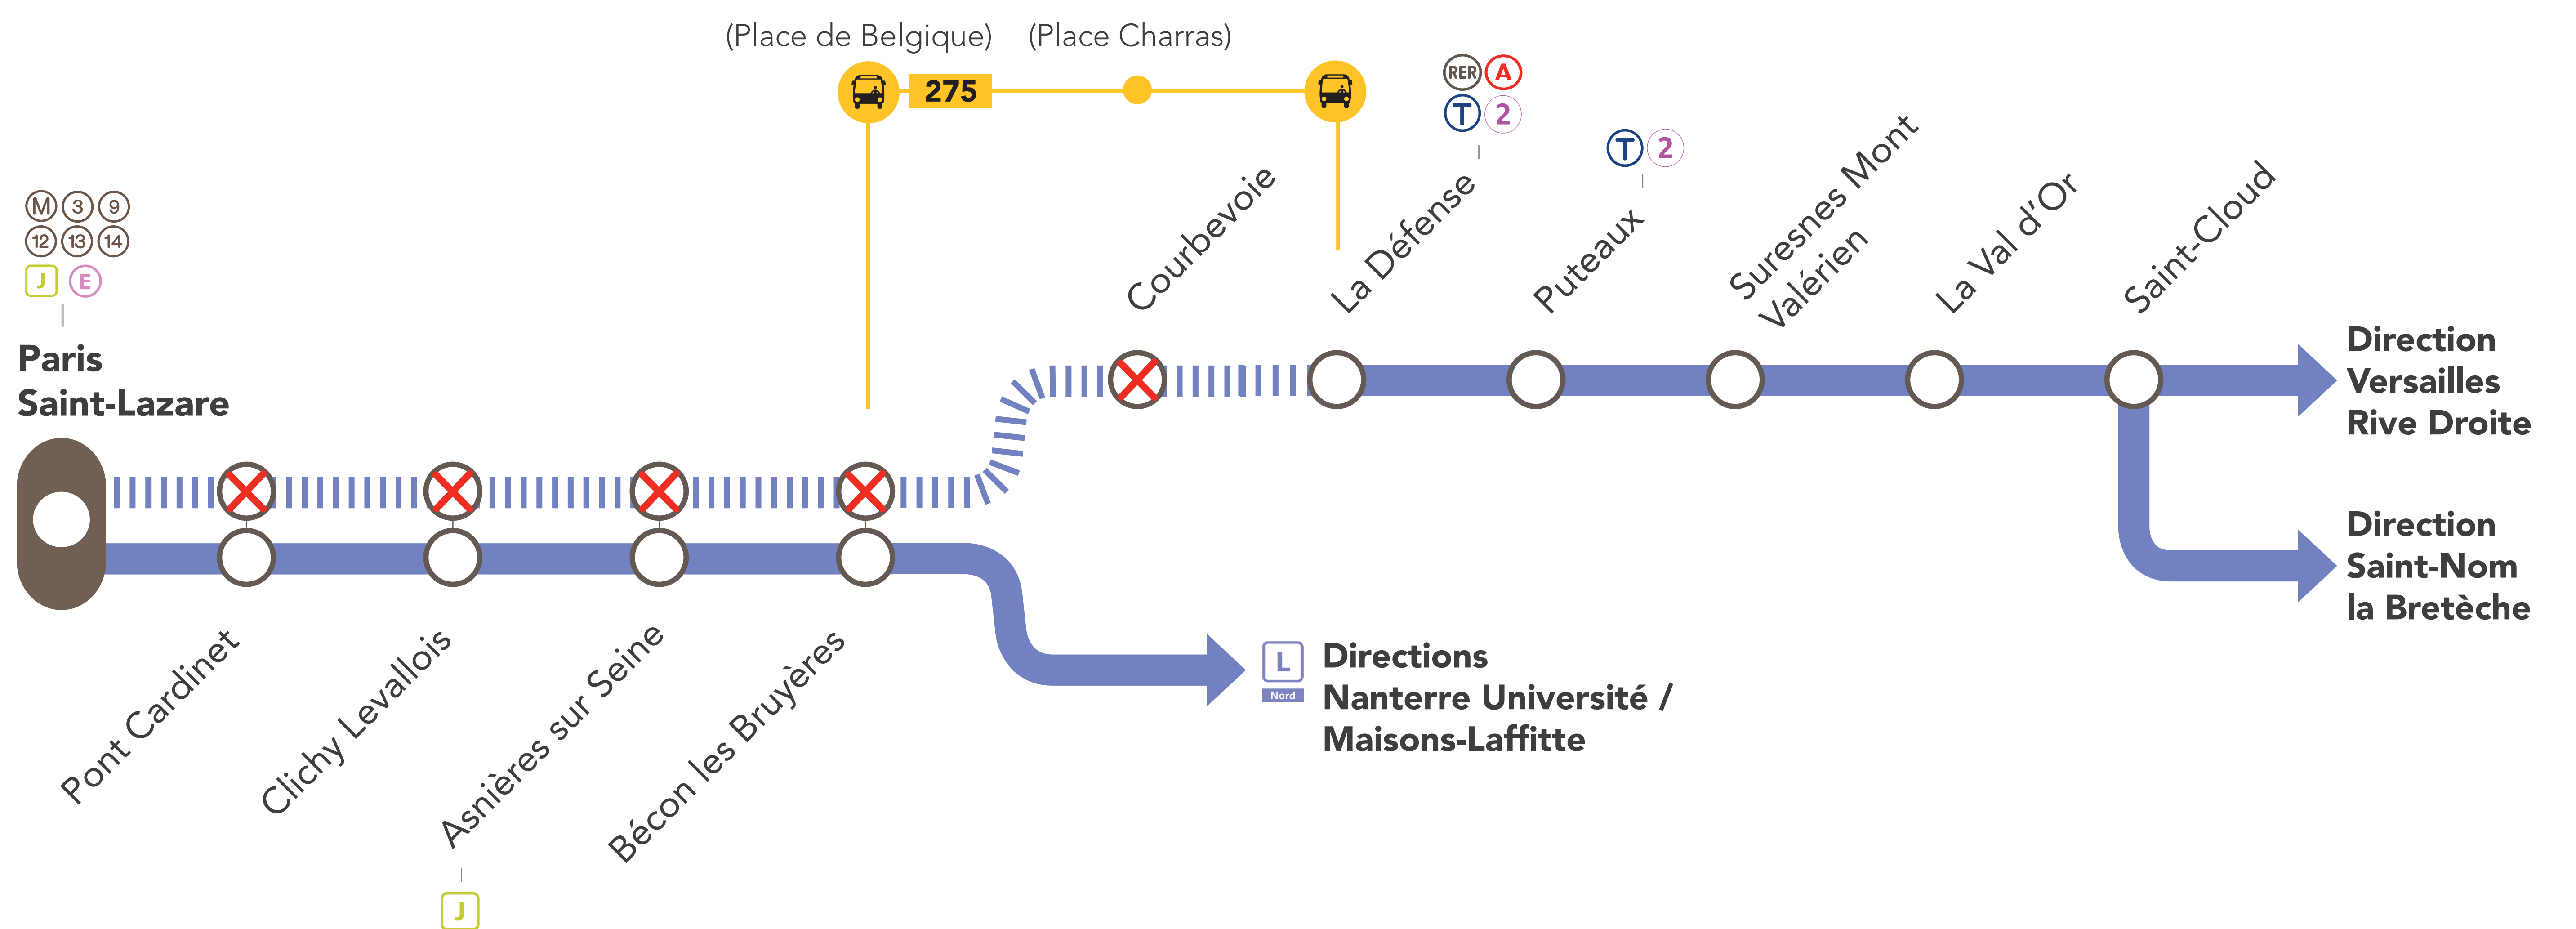 (Place de Belgique)
(Place Charras)
275
RER A
T 2
T 2
M 3 9
12 13 14
J E
Paris
Saint-Lazare
Courbevoie
La Défense
Puteaux
Suresnes Mont
Valérien
La Val d'Or
Saint-Cloud
Direction
Versailles
Rive Droite
Direction
Saint-Nom
la Bretèche
Pont Cardinet
Clichy Levallois
Asnières sur Seine
J
Bécon les Bruyères
L
Nord
Directions
Nanterre Université /
Maisons-Laffitte